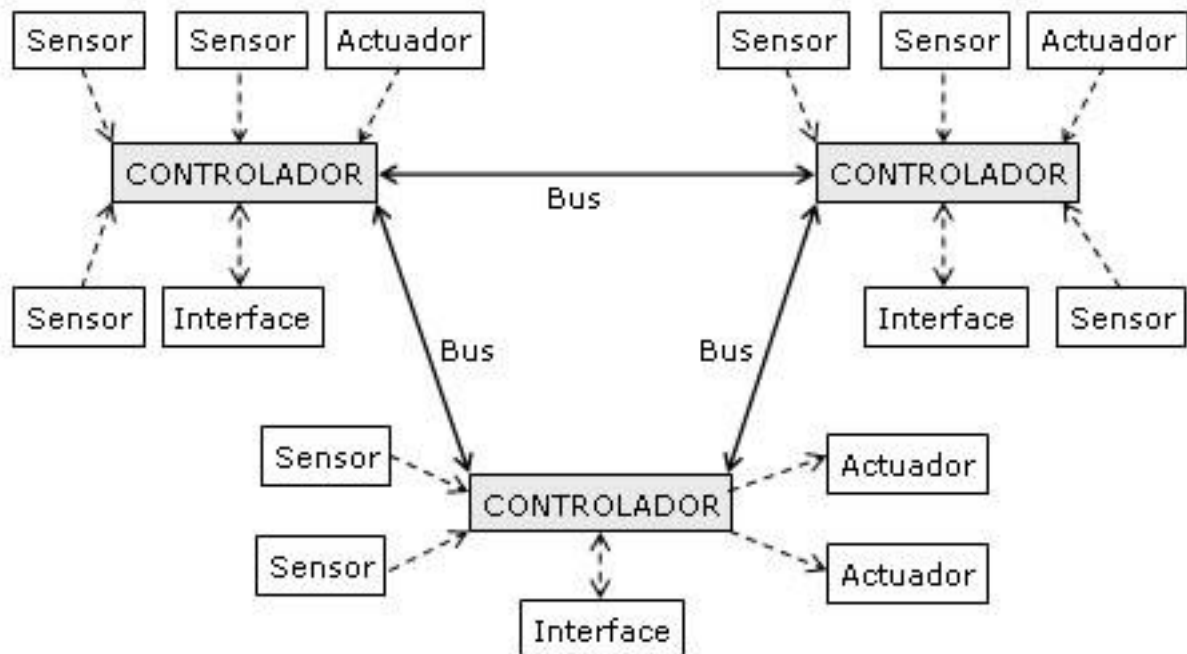 Sensor
Sensor
Actuador
Sensor
Sensor
Actuador
CONTROLADOR
CONTROLADOR
Bus
Sensor
Interface
Interface
Sensor
Bus
Bus
Sensor
Actuador
CONTROLADOR
Sensor
Actuador
Interface